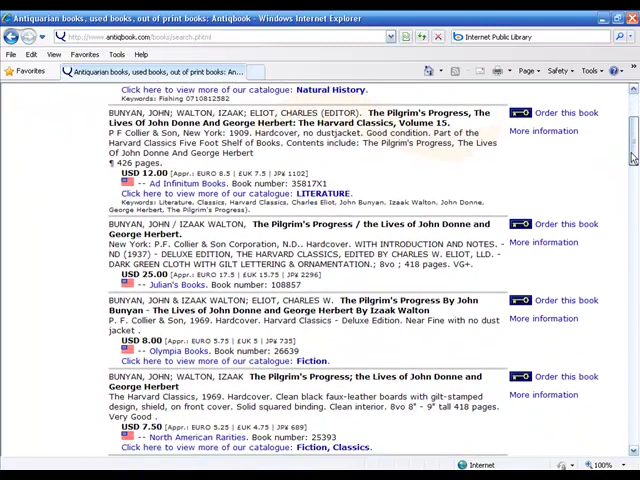 Antiquarian books, used books, out of print books: Antiqbook - Windows Internet Explorer
http://www.antiqbook.com/books/search.phtml
Internet Public Library
File Edit View Favorites Tools Help
Favorites Antiquarian books, used books, out of print books: An... Page Safety Tools
Click here to view more of our catalogue: Natural History.
Keywords: Fishing 0710812582
BUNYAN, JOHN; WALTON, IZAAK; ELIOT, CHARLES (EDITOR). The Pilgrim's Progress, The
Lives Of John Donne And George Herbert: The Harvard Classics, Volume 15.
P F Collier & Son, New York: 1909. Hardcover, no dustjacket. Good condition. Part of the
Harvard Classics Five Foot Shelf of Books. Contents include: The Pilgrim's Progress, The Lives
Of John Donne And George Herbert
¶ 426 pages.
USD 12.00 [Appr.: EURO 8.5 | £UK 7.5 | JP¥ 1102]
-- Ad Infinitum Books. Book number: 35817X1
Click here to view more of our catalogue: LITERATURE.
Keywords: Literature, Classics, Harvard Classics, Charles Eliot, John Bunyan, Izaak Walton, John Donne,
George Herbert, The Pilgrim's Progress).
Order this book
More information
BUNYAN, JOHN / IZAAK WALTON, The Pilgrim's Progress / the Lives of John Donne and
George Herbert.
New York: P.F. Collier & Son Corporation, N.D.. Hardcover. WITH INTRODUCTION AND NOTES. -
ND (1937) - DELUXE EDITION, THE HARVARD CLASSICS, EDITED BY CHARLES W. ELIOT, LLD. -
DARK GREEN CLOTH WITH GILT LETTERING & ORNAMENTATION.; 8vo ; 418 pages. VG+.
USD 25.00 [Appr.: EURO 17.5 | £UK 15.75 | JP¥ 2296]
-- Julian's Books. Book number: 108857
Order this book
More information
BUNYAN, JOHN & IZAAK WALTON; ELIOT, CHARLES W. The Pilgrim's Progress By John
Bunyan - The Lives of John Donne and George Herbert By Izaak Walton
P. F. Collier & Son, 1969. Hardcover. Harvard Classics - Deluxe Edition. Near Fine with no dust
jacket .
USD 8.00 [Appr.: EURO 5.75 | £UK 5 | JP¥ 735]
-- Olympia Books. Book number: 26639
Click here to view more of our catalogue: Fiction.
Order this book
More information
BUNYAN, JOHN; WALTON, IZAAK The Pilgrim's Progress; the Lives of John Donne and
George Herbert
The Harvard Classics, 1969. Hardcover. Clean black faux-leather boards with gilt-stamped
design, shield, on front cover. Solid squared binding. Clean interior. 8vo 8" - 9" tall 418 pages.
Very Good .
USD 7.50 [Appr.: EURO 5.25 | £UK 4.75 | JP¥ 689]
-- North American Rarities. Book number: 25393
Click here to view more of our catalogue: Fiction, Classics.
Order this book
More information
Internet 100%